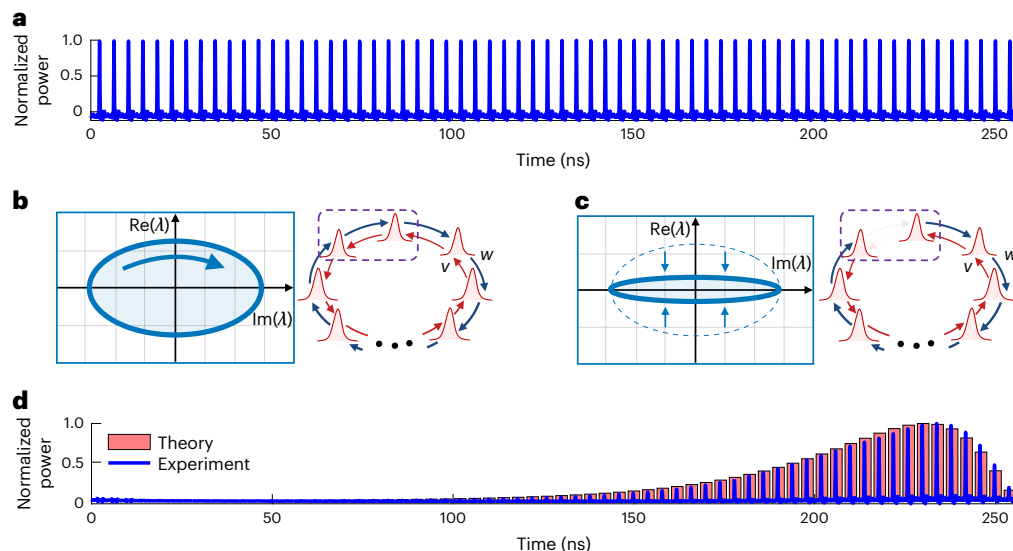 a
Normalized
power
1.0
0.5
0
0
50
100
150
200
250
Time (ns)
b
Re(λ)
Im(λ)
v
w
c
Re(λ)
Im(λ)
v
w
d
Normalized
power
1.0
0.5
0
Theory
Experiment
0
50
100
150
200
250
Time (ns)